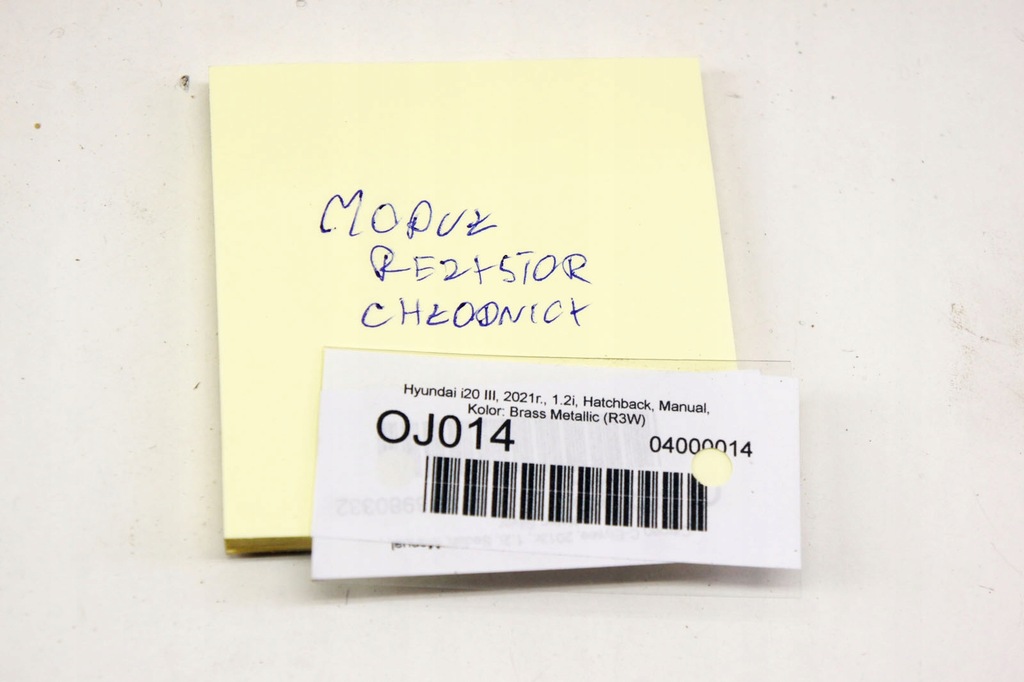 MODUŁ
REZYSTOR
CHŁODNICY
Hyundai i20 III, 2021r., 1.2i, Hatchback, Manual,
Kolor: Brass Metallic (R3W)
OJ014
04000014